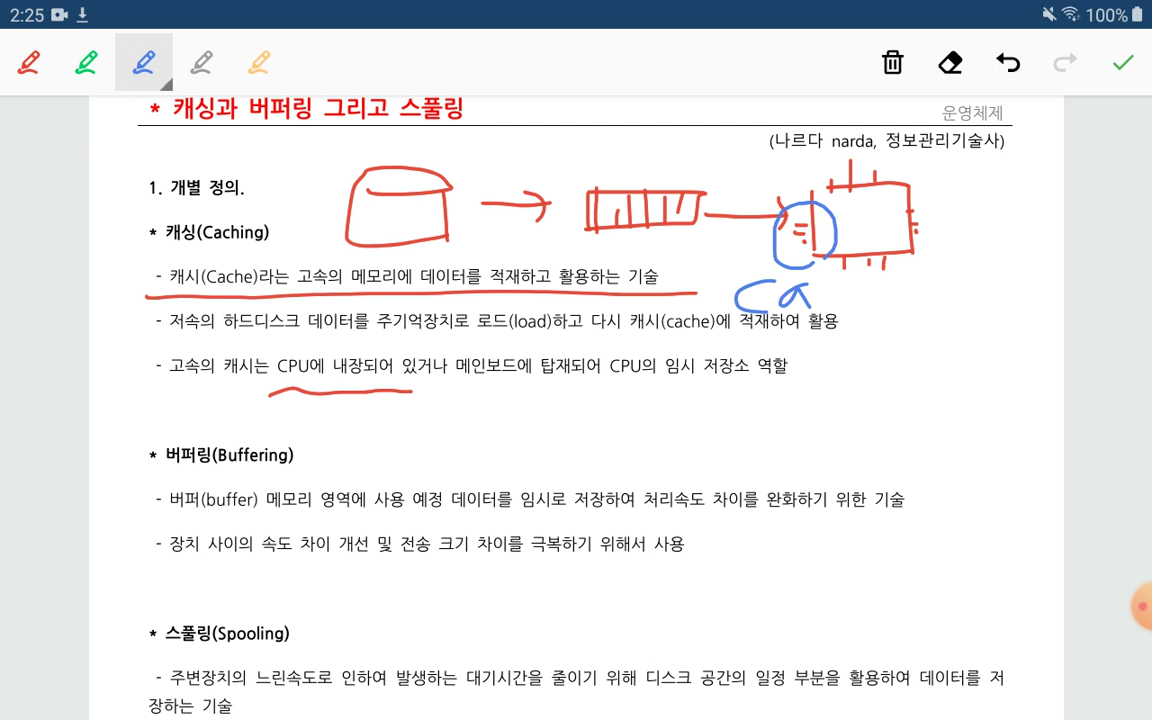 2:25
100%
* 캐싱과 버퍼링 그리고 스풀링
운영체제
(나르다 narda, 정보관리기술사)
1. 개별 정의.
* 캐싱(Caching)
- 캐시(Cache)라는 고속의 메모리에 데이터를 적재하고 활용하는 기술
Ca
- 저속의 하드디스크 데이터를 주기억장치로 로드(load)하고 다시 캐시(cache)에 적재하여 활용
- 고속의 캐시는 CPU에 내장되어 있거나 메인보드에 탑재되어 CPU의 임시 저장소 역할
* 버퍼링(Buffering)
- 버퍼(buffer) 메모리 영역에 사용 예정 데이터를 임시로 저장하여 처리속도 차이를 완화하기 위한 기술
- 장치 사이의 속도 차이 개선 및 전송 크기 차이를 극복하기 위해서 사용
* 스풀링(Spooling)
- 주변장치의 느린속도로 인하여 발생하는 대기시간을 줄이기 위해 디스크 공간의 일정 부분을 활용하여 데이터를 저
장하는 기술